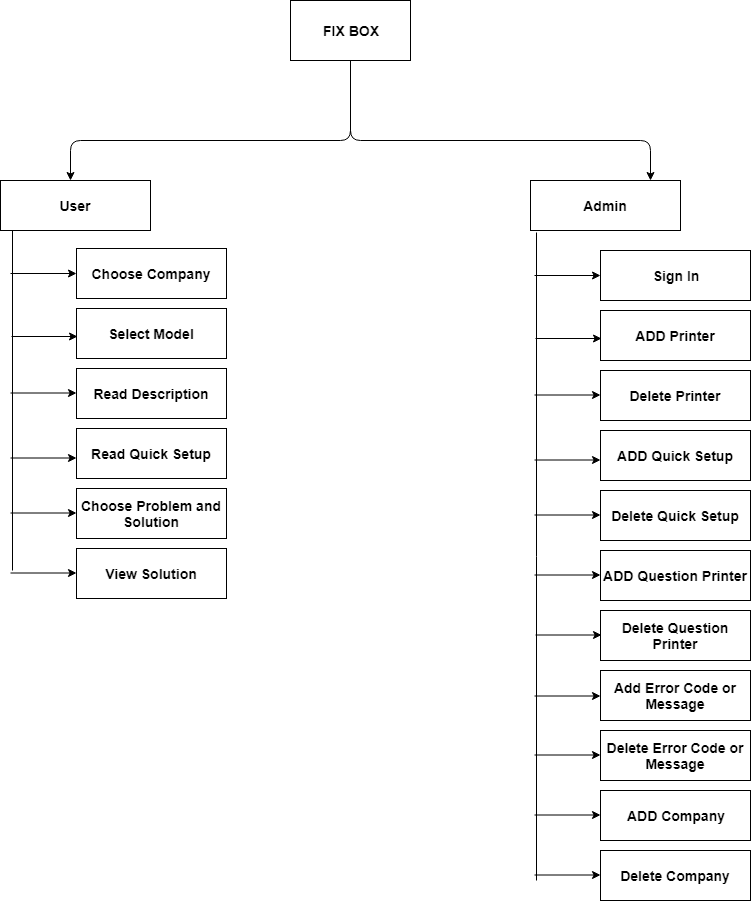 FIX BOX
User
Admin
Choose Company
Select Model
Read Description
Read Quick Setup
Choose Problem and
Solution
View Solution
Sign In
ADD Printer
Delete Printer
ADD Quick Setup
Delete Quick Setup
ADD Question Printer
Delete Question
Printer
Add Error Code or
Message
Delete Error Code or
Message
ADD Company
Delete Company